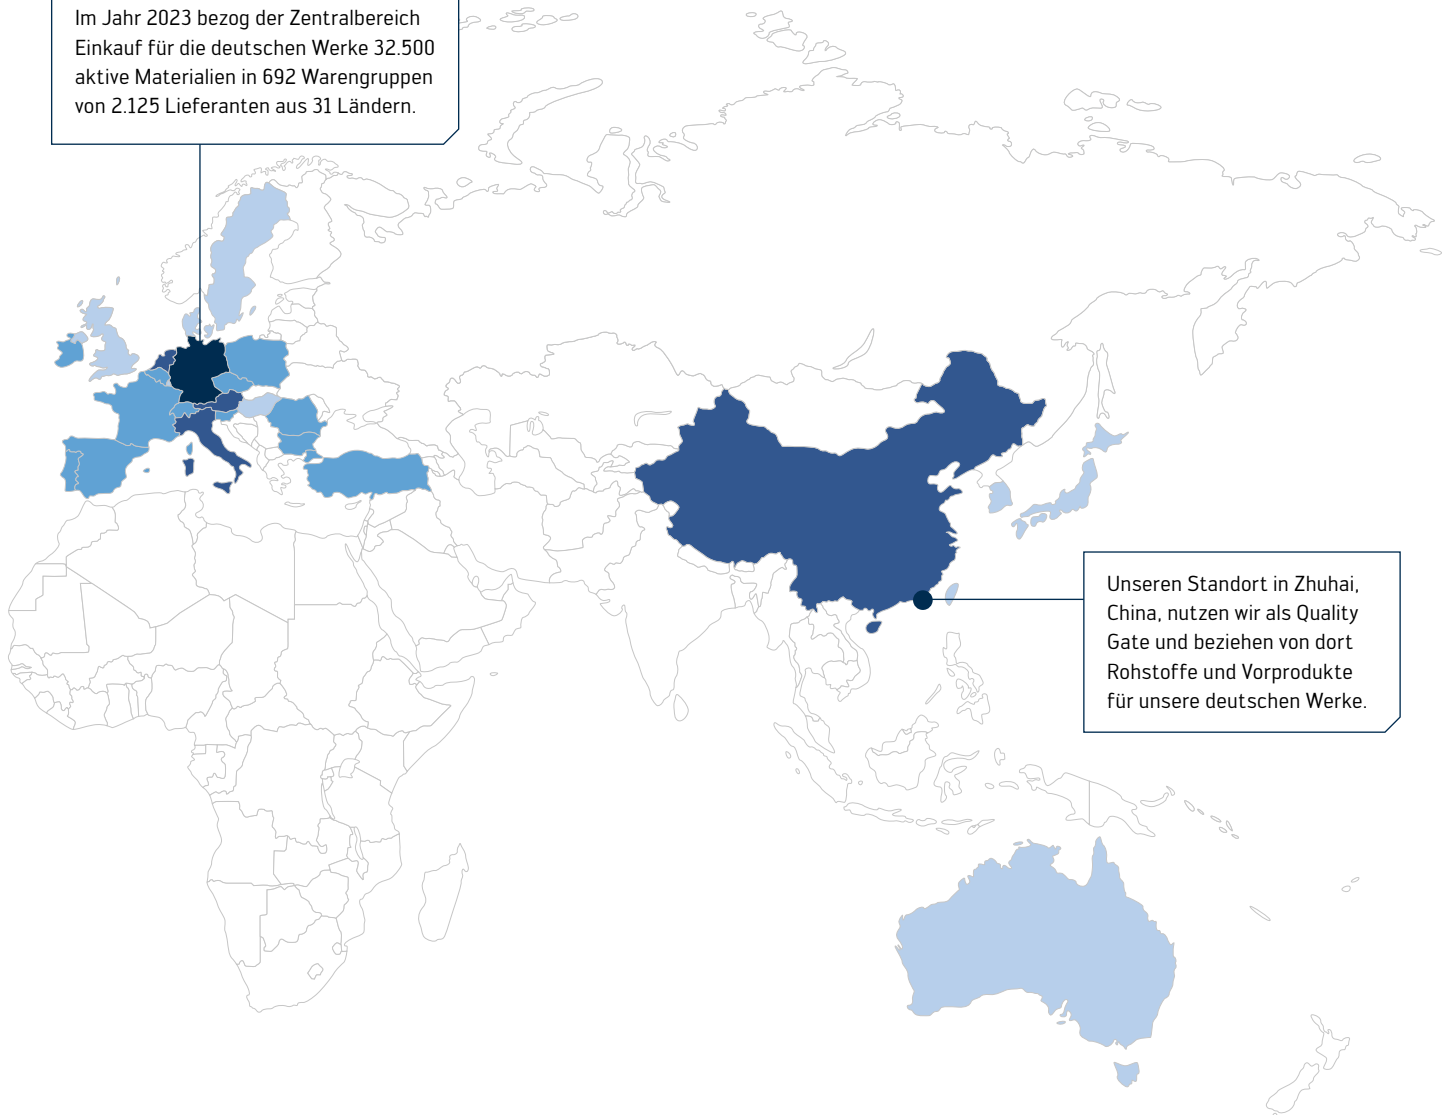 Im Jahr 2023 bezog der Zentralbereich
Einkauf für die deutschen Werke 32.500
aktive Materialien in 692 Warengruppen
von 2.125 Lieferanten aus 31 Ländern.
Unseren Standort in Zhuhai,
China, nutzen wir als Quality
Gate und beziehen von dort
Rohstoffe und Vorprodukte
für unsere deutschen Werke.